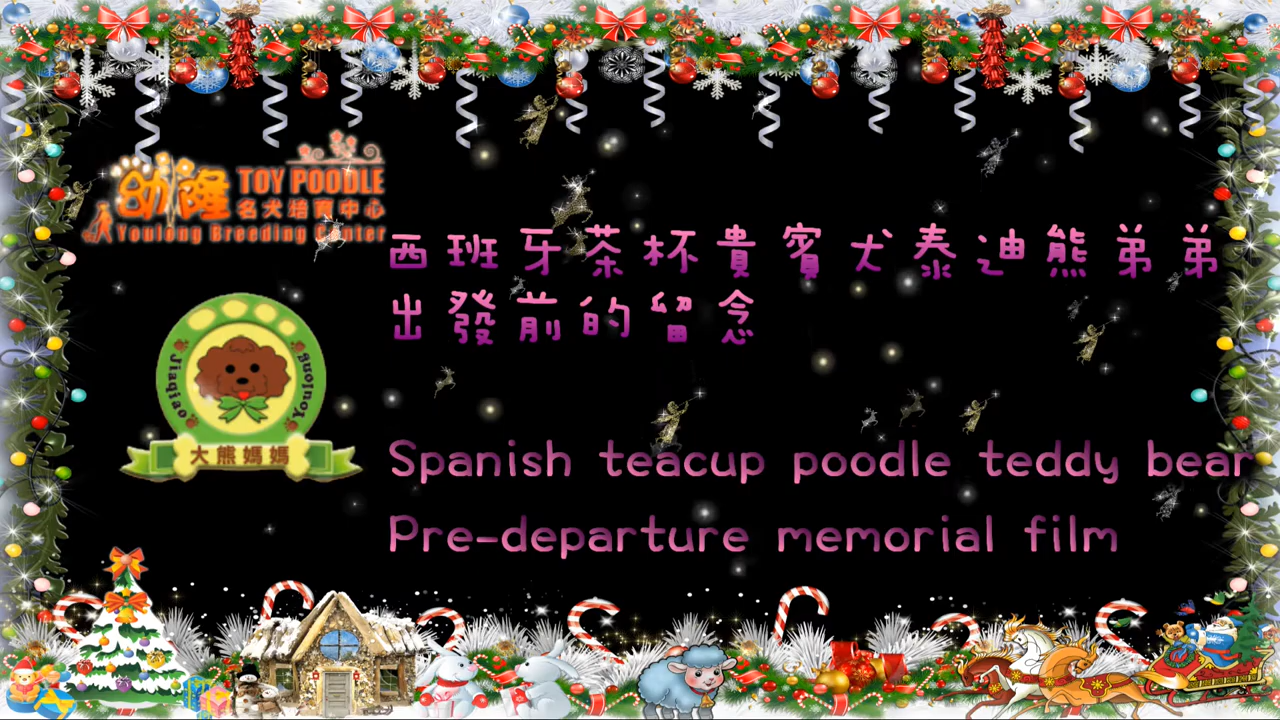 幼隆
TOY POODLE
名犬培育中心
Youlong Breeding Center
西班牙茶杯貴賓犬泰迪熊弟弟
出發前的留念
Jiaqiao
Youlong
大熊媽媽
Spanish teacup poodle teddy bear
Pre-departure memorial film